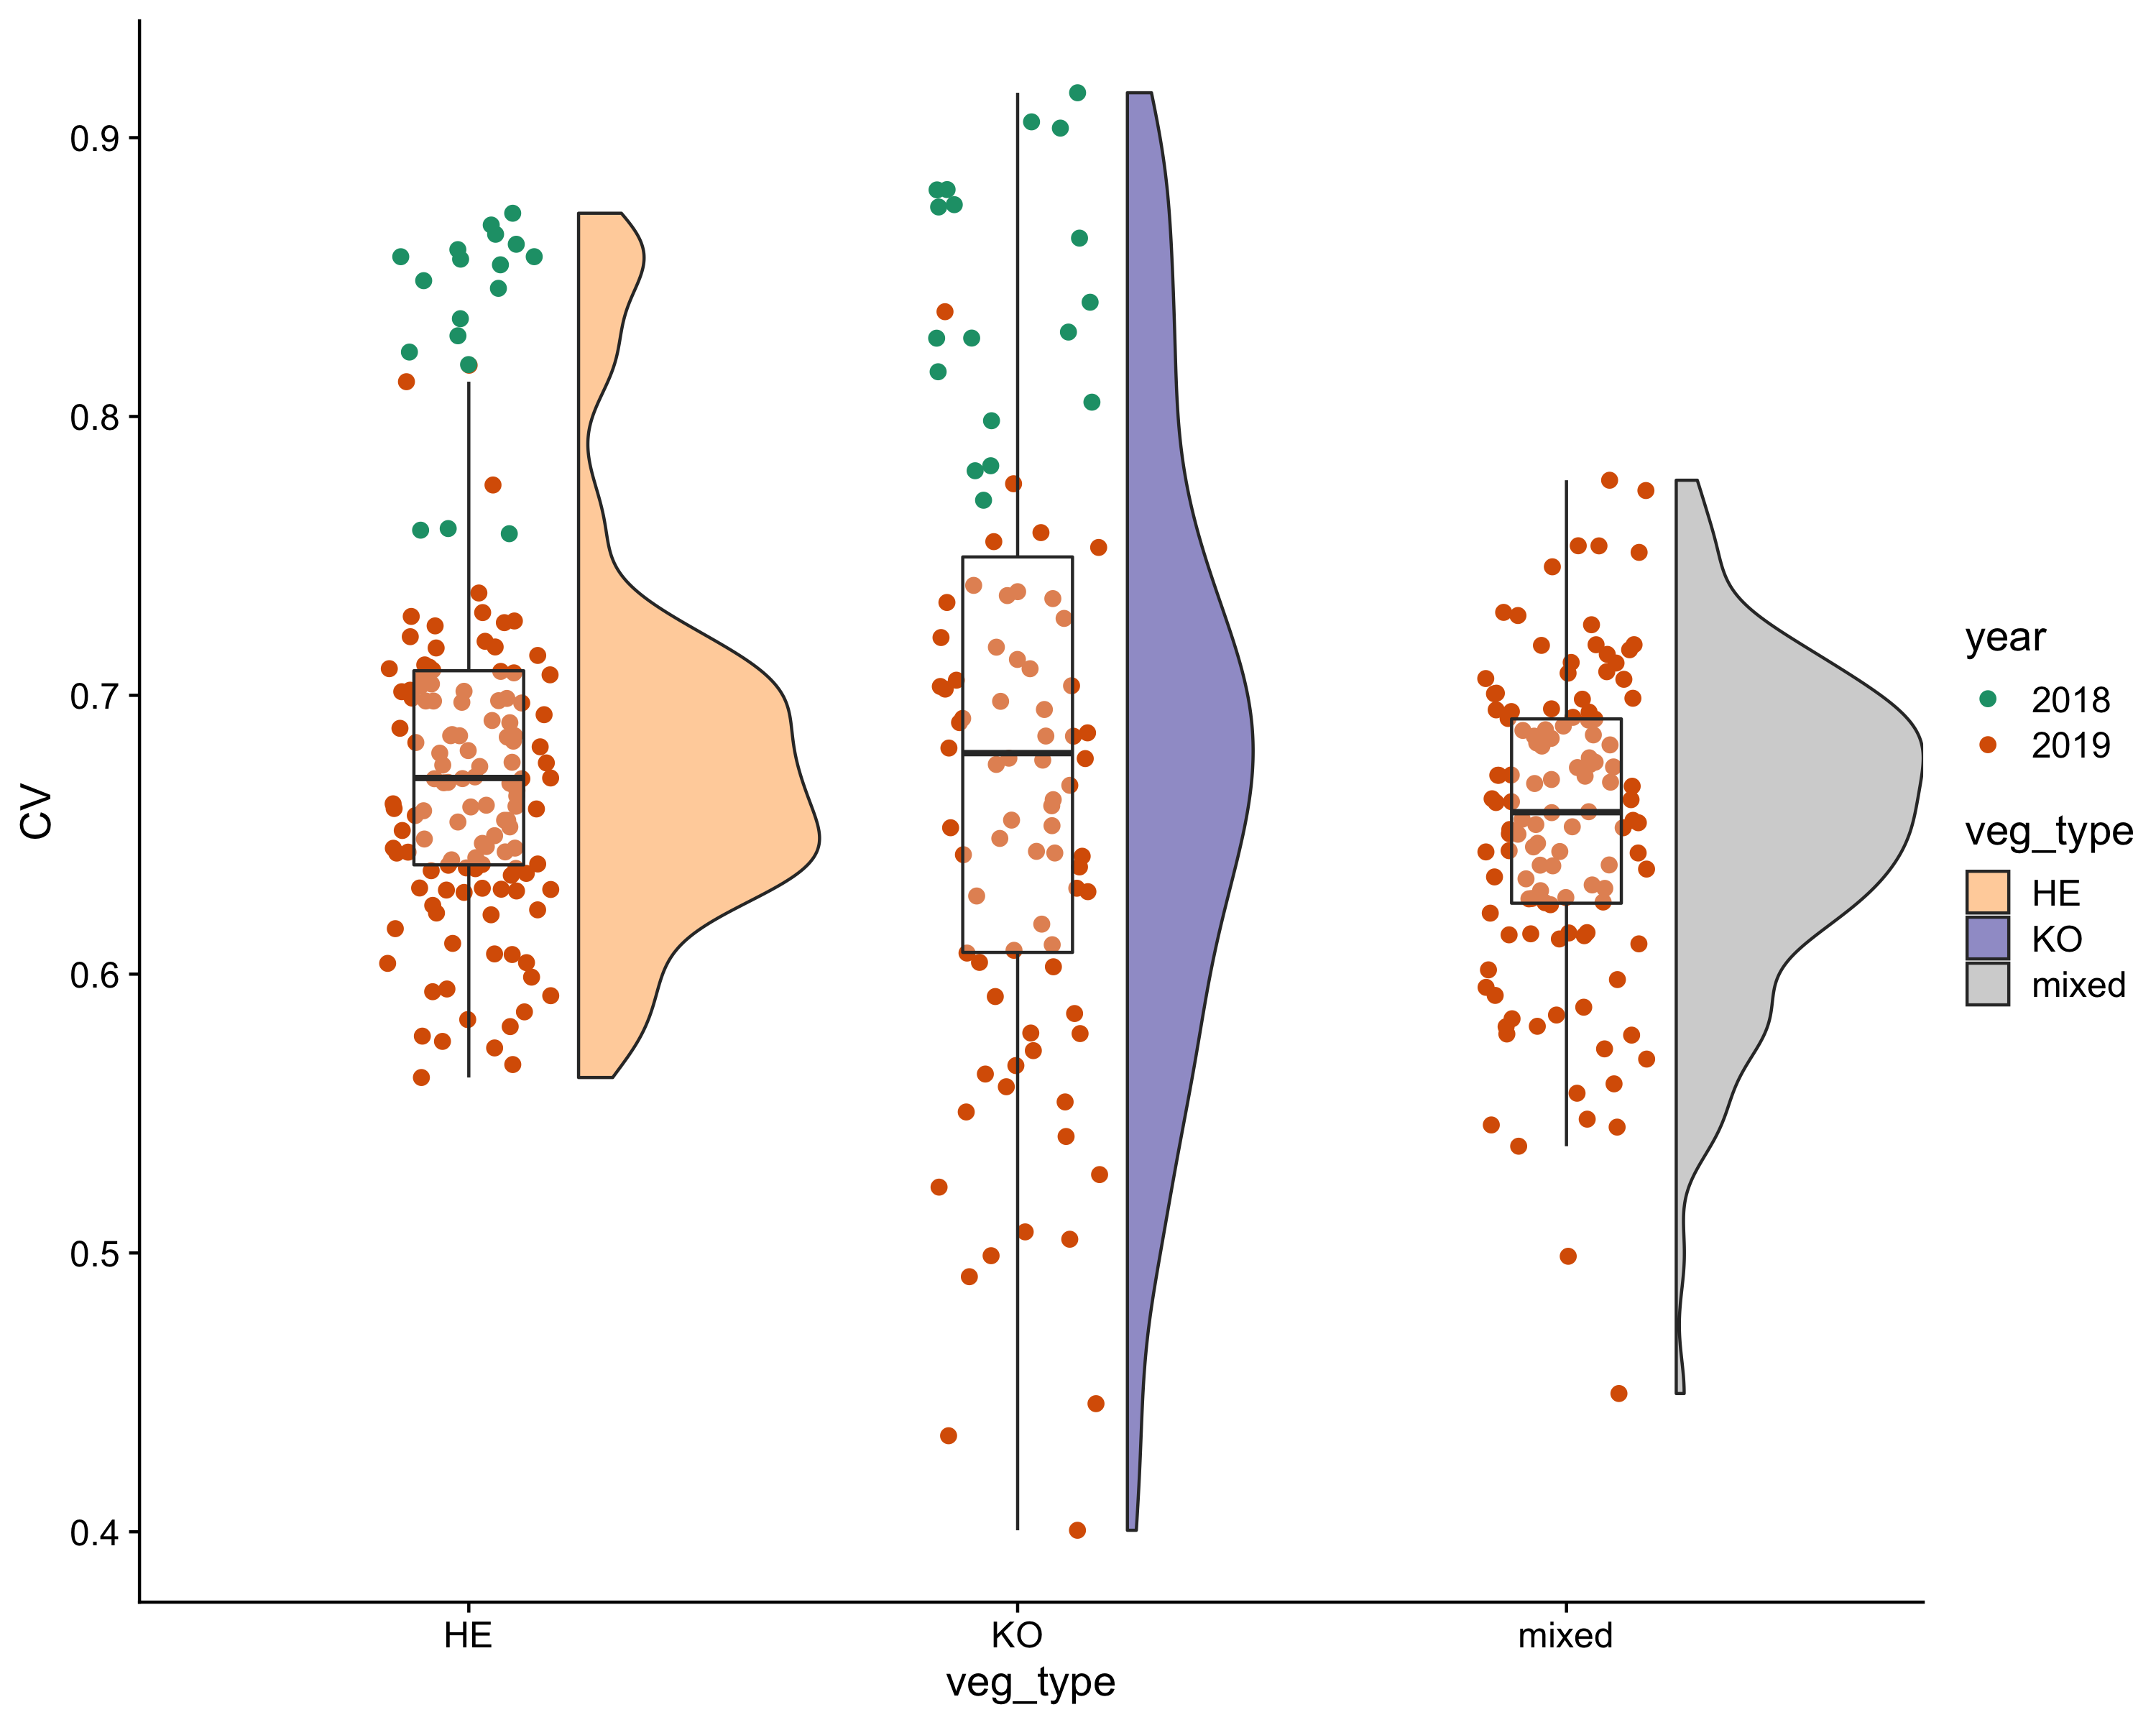 CV
0.9
0.8
0.7
0.6
0.5
0.4
HE
KO
mixed
veg_type
year
2018
2019
veg_type
HE
KO
mixed